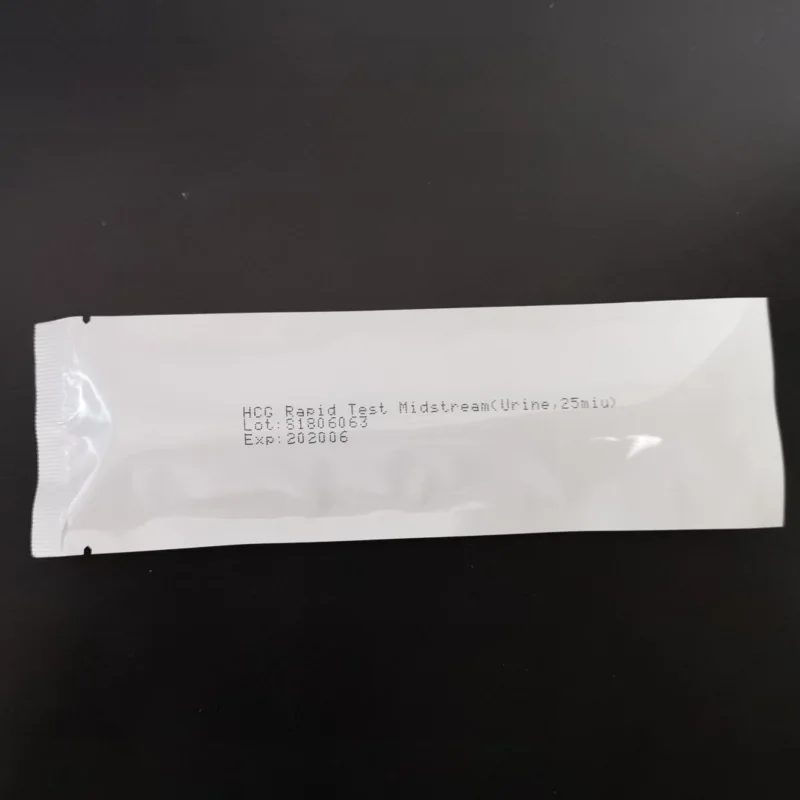 HCG Rapid Test Midstream(Urine,25miu)
Lot:S1806063
Exp:202006